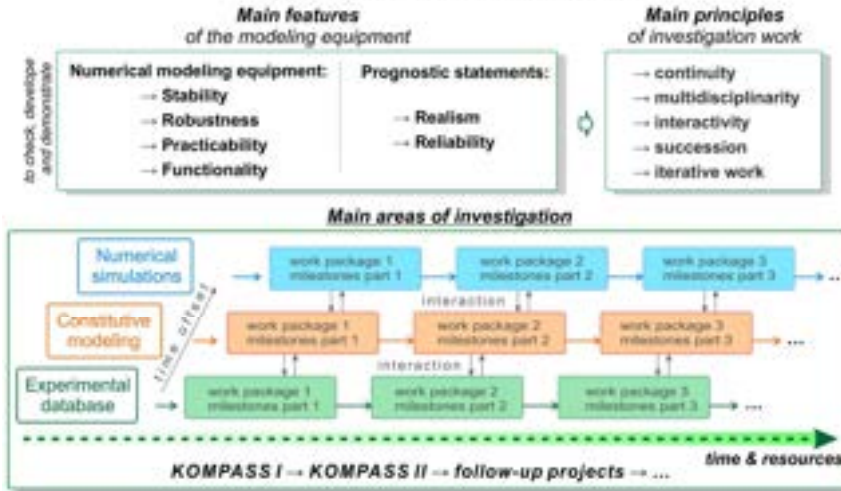 Main features
of the modeling equipment
Main principles
of investigation work
to check, develop
and demonstrate
Numerical modeling equipment:
→ Stability
→ Robustness
→ Practicability
→ Functionality
Prognostic statements:
→ Realism
→ Reliability
→ continuity
→ multidisciplinarity
→ interactivity
→ succession
→ iterative work
Main areas of investigation
Numerical
simulations
work package 1
milestones part 1
work package 2
milestones part 2
work package 3
milestones part 3
...
time offset
interaction
Constitutive
modeling
work package 1
milestones part 1
work package 2
milestones part 2
work package 3
milestones part 3
...
interaction
Experimental
database
work package 1
milestones part 1
work package 2
milestones part 2
work package 3
milestones part 3
...
time & resources
KOMPASS I → KOMPASS II → follow-up projects → ...